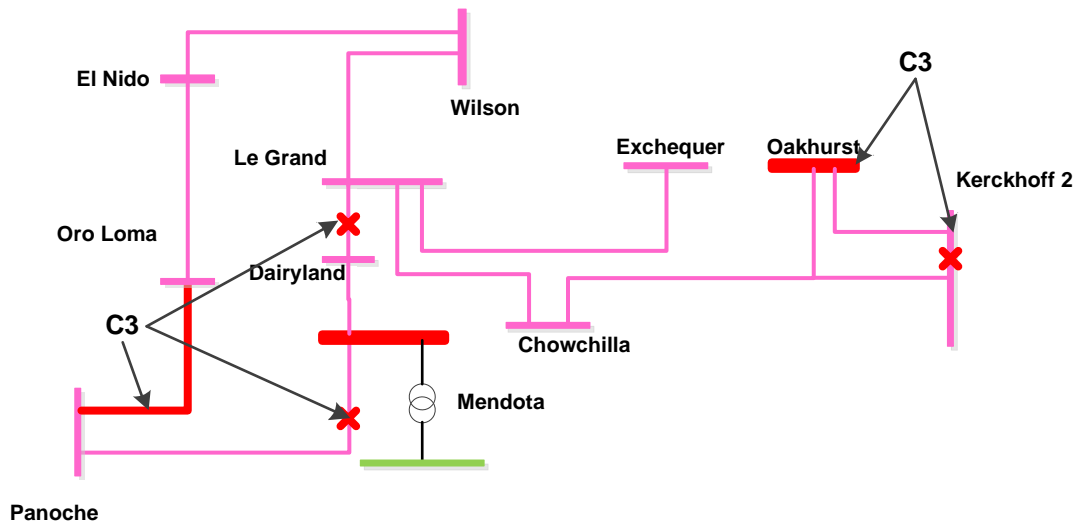 C3
El Nido
Wilson
Exchequer
Oakhurst
Le Grand
Kerckhoff 2
Oro Loma
Dairyland
C3
Chowchilla
Mendota
Panoche